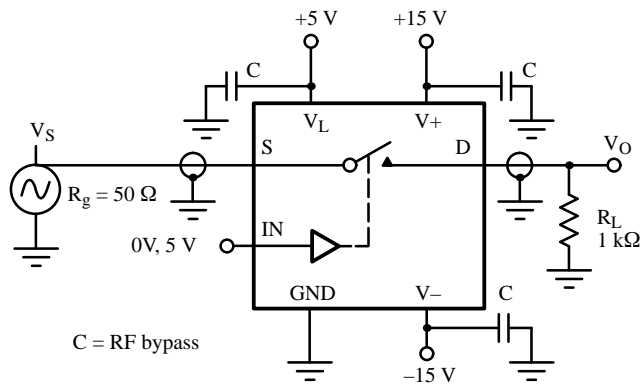 +5 V
+15 V
C
C
V_L
V+
V_S
S
D
V_O
R_g = 50 Ω
R_L
1 kΩ
0V, 5 V
IN
GND
V–
C
C = RF bypass
–15 V